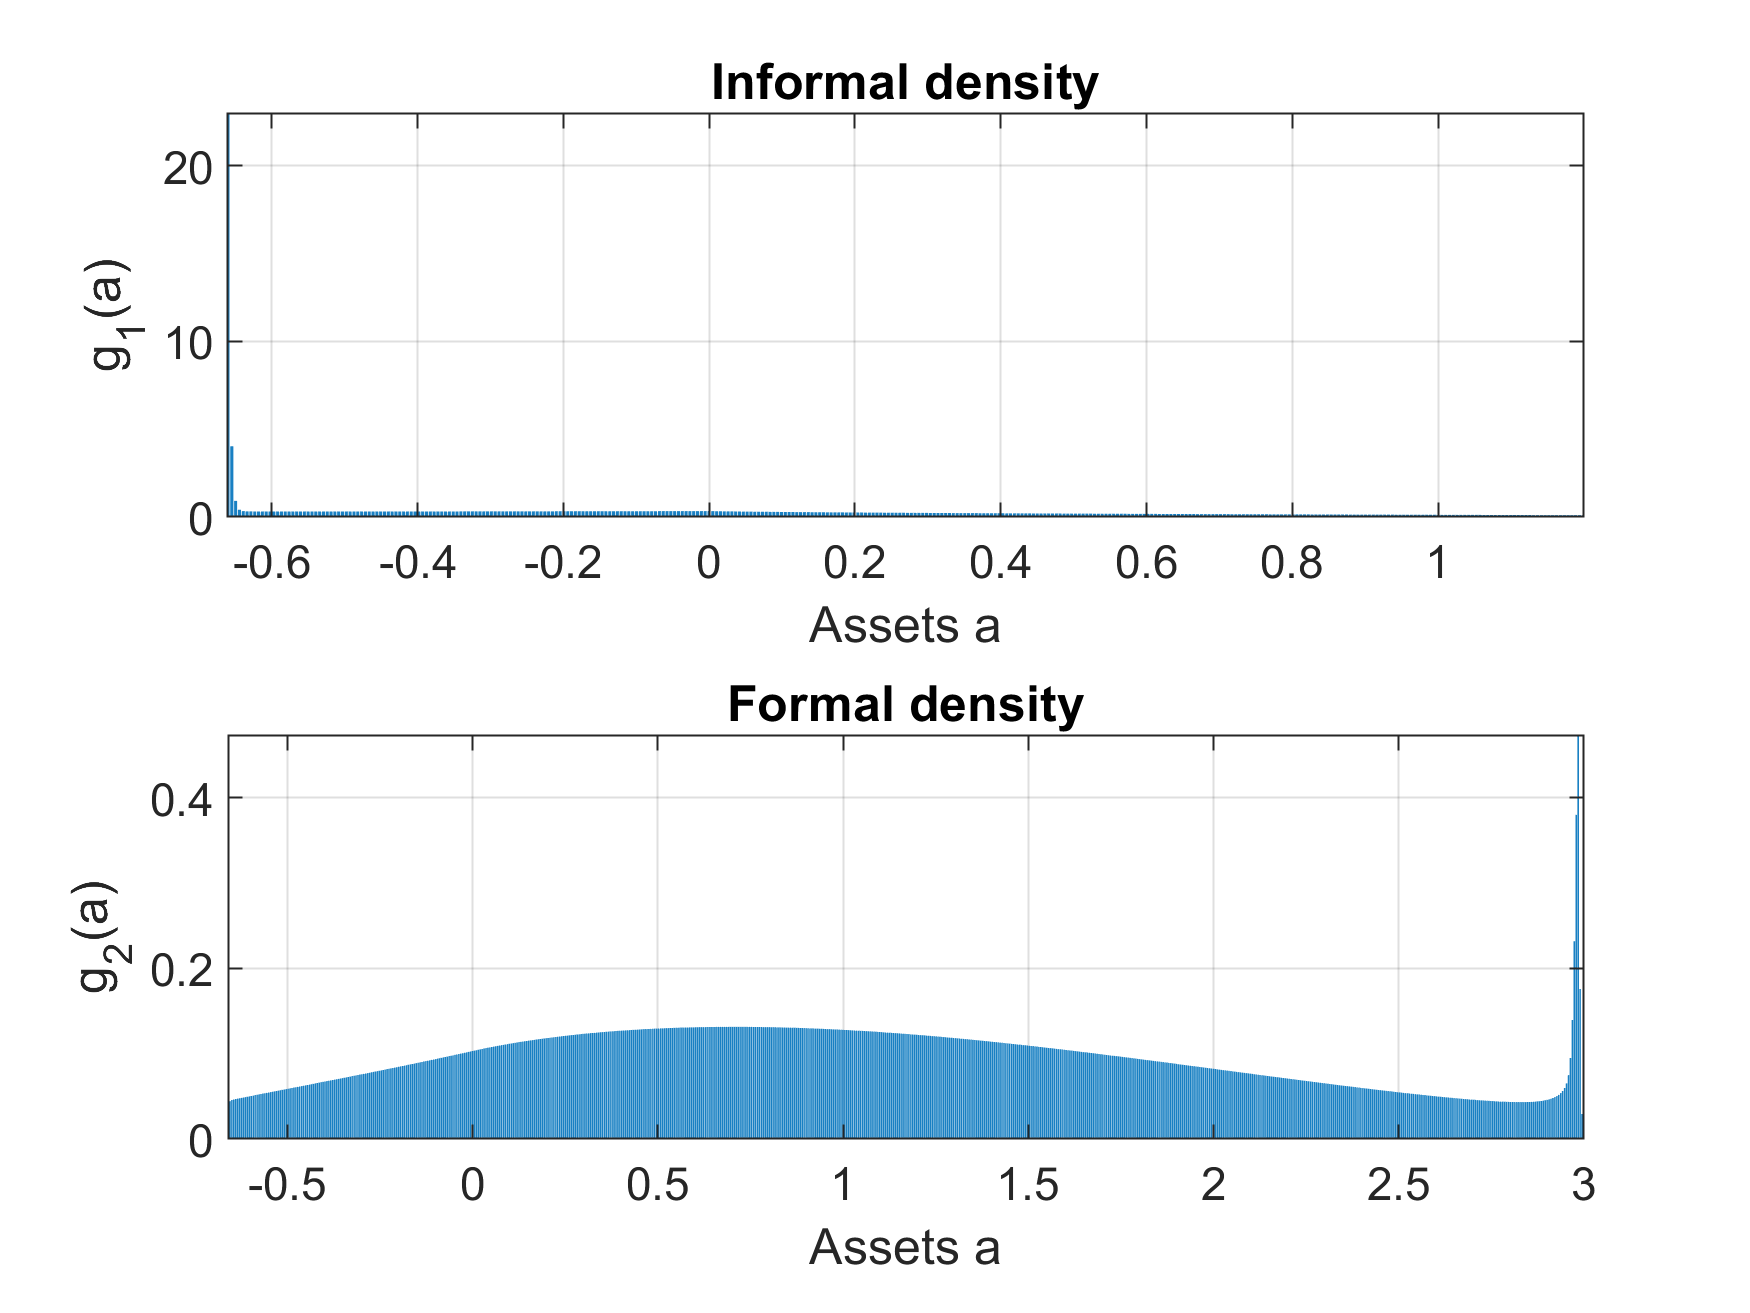 Informal density
20
10
0
g1(a)
-0.6 -0.4 -0.2 0 0.2 0.4 0.6 0.8 1
Assets a
Formal density
0.4
0.2
0
g2(a)
-0.5 0 0.5 1 1.5 2 2.5 3
Assets a